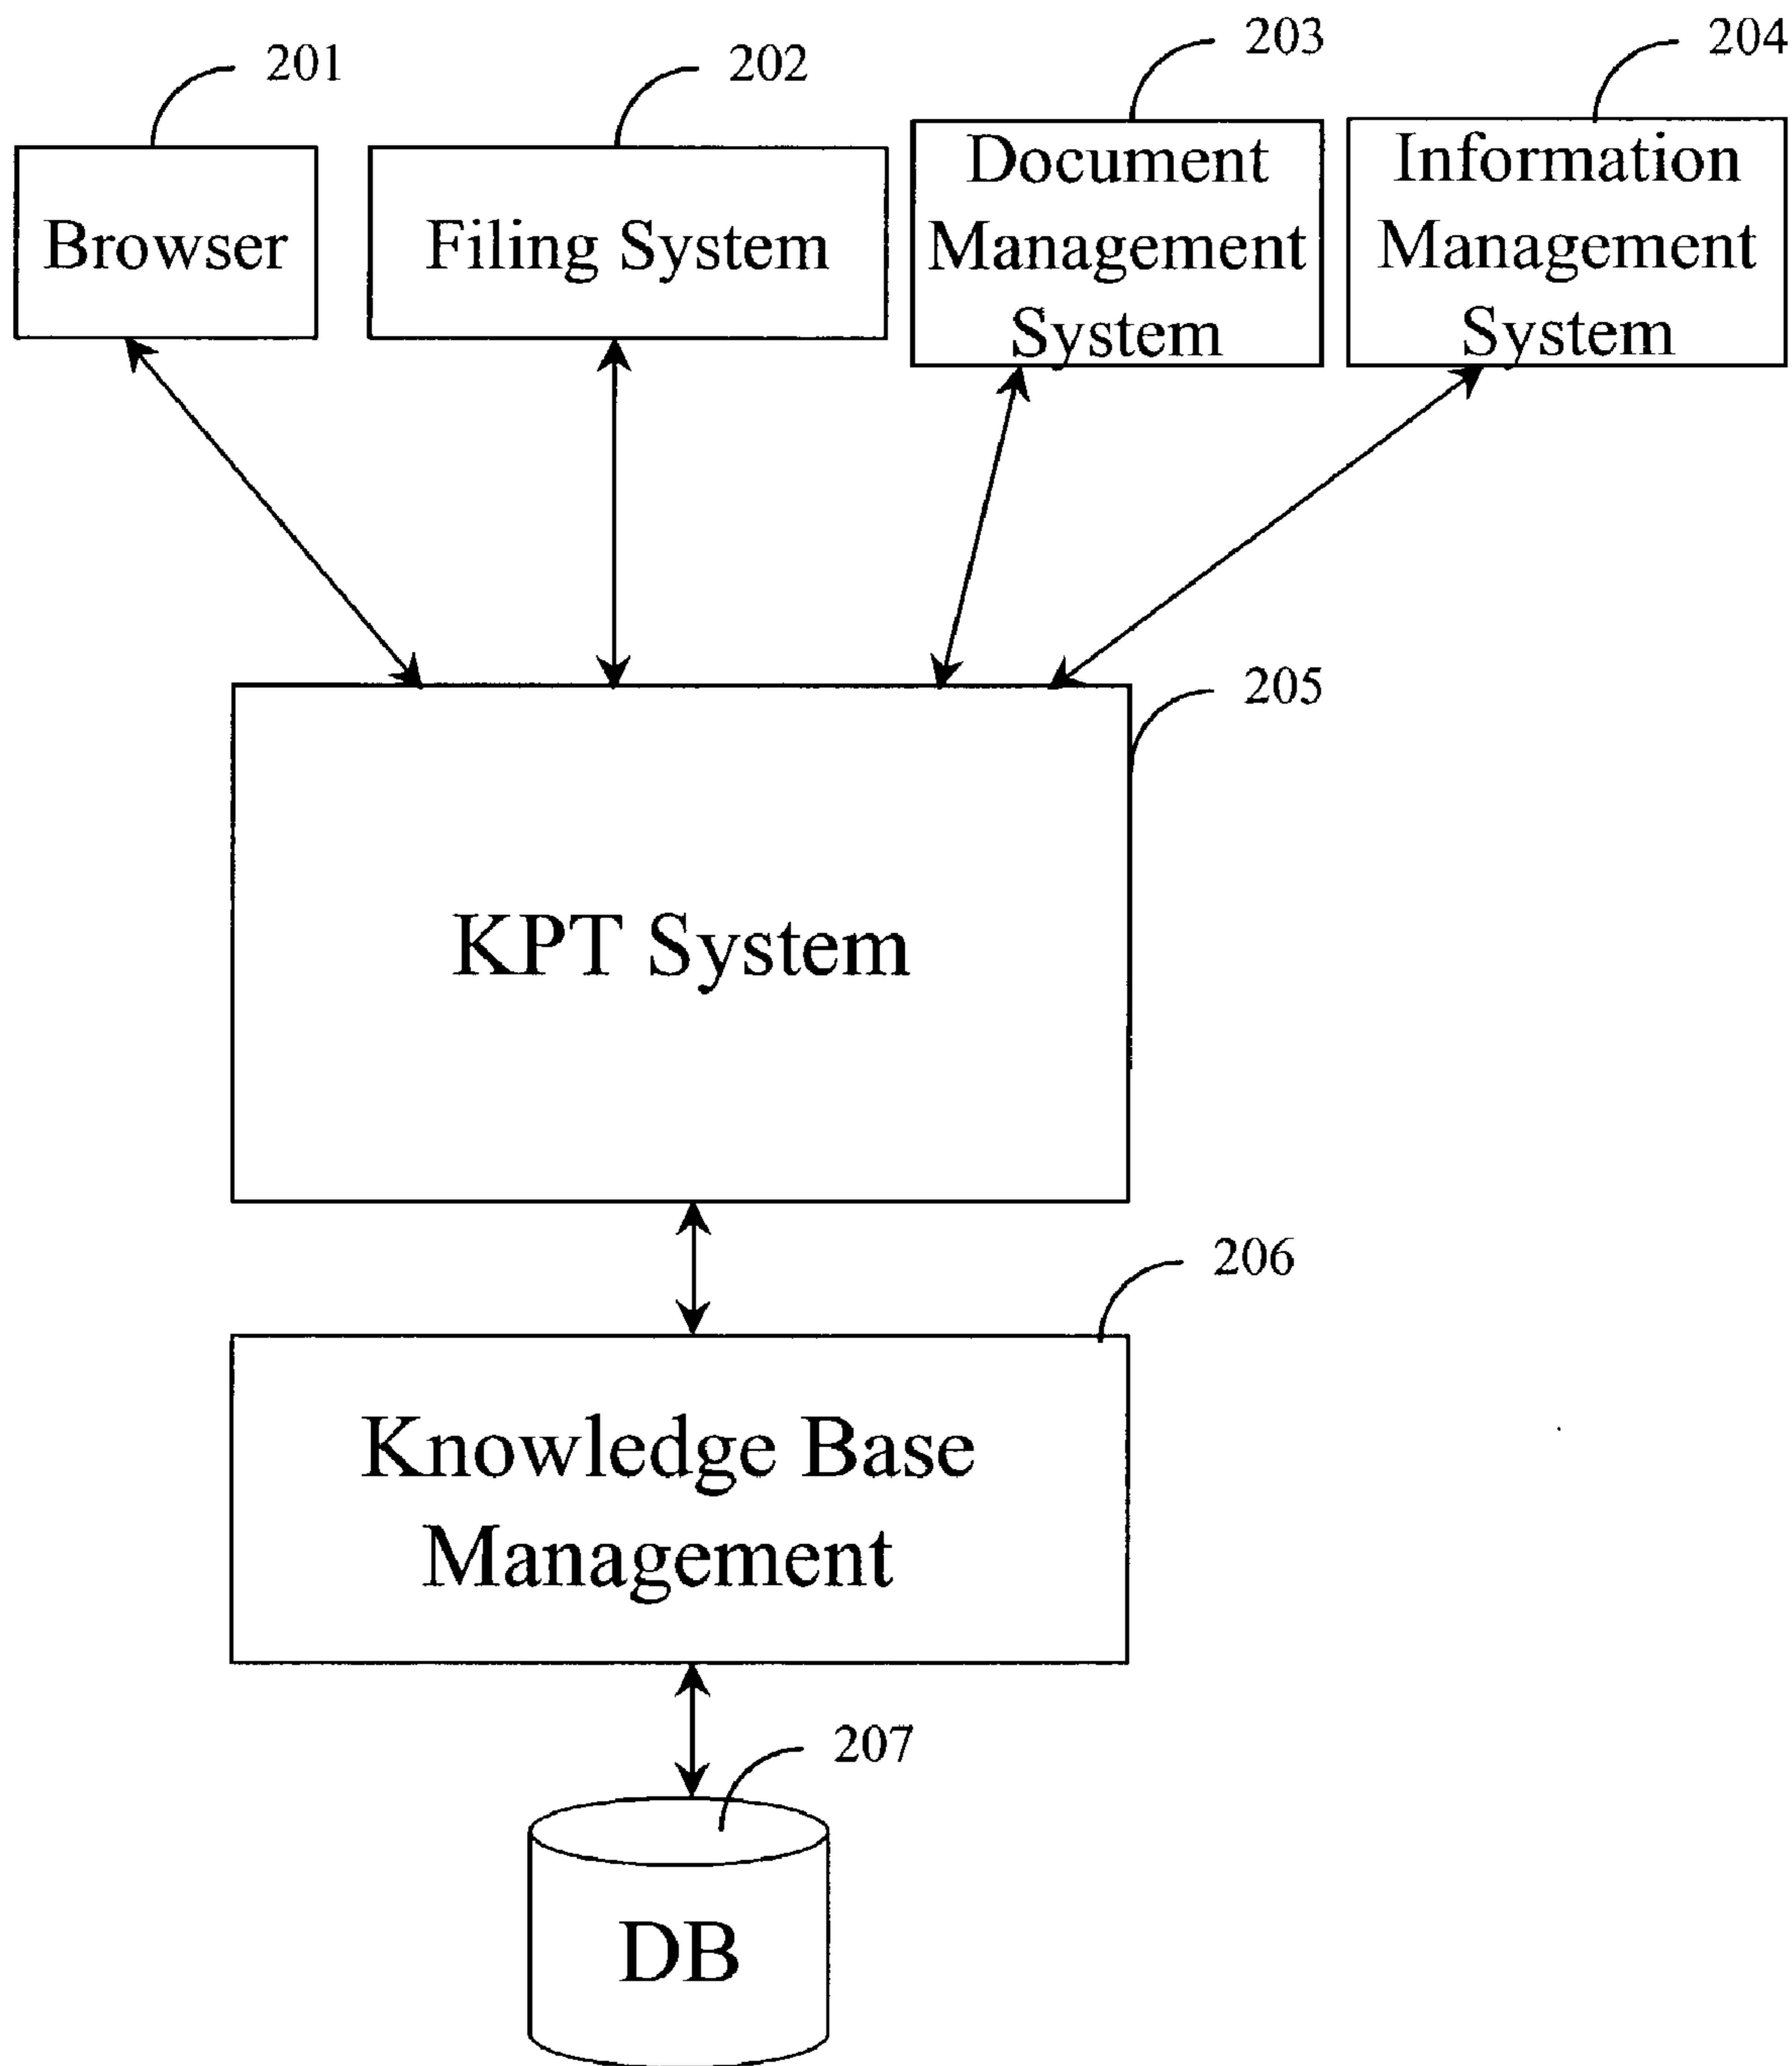 201
202
203
204
Browser
Filing System
Document
Management
System
Information
Management
System
205
KPT System
206
Knowledge Base
Management
207
DB